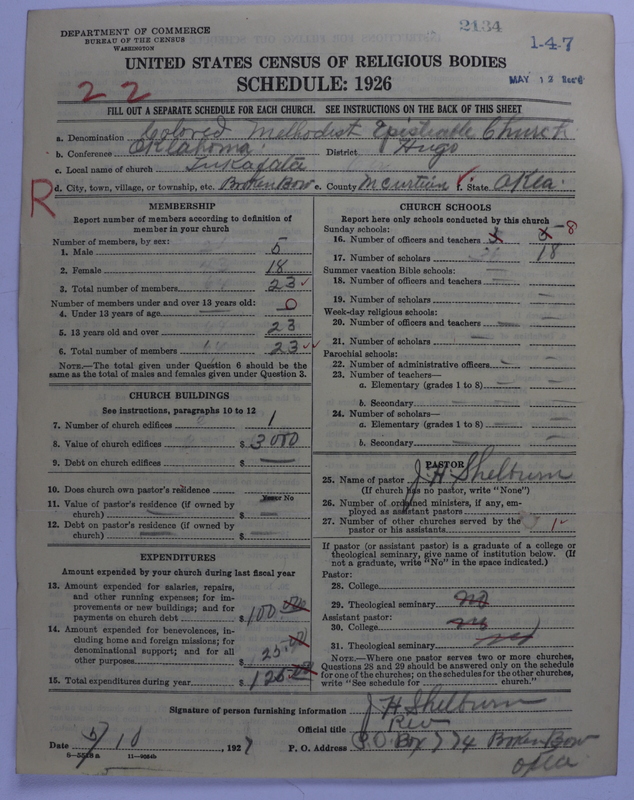 DEPARTMENT OF COMMERCE
BUREAU OF THE CENSUS
WASHINGTON
2134
1-4-7
MAY 12
UNITED STATES CENSUS OF RELIGIOUS BODIES
SCHEDULE: 1926
22
FILL OUT A SEPARATE SCHEDULE FOR EACH CHURCH. SEE INSTRUCTIONS ON THE BACK OF THIS SHEET
a. Denomination Colored Methodist Church
b. Conference Oklahoma District Hugo
c. Local name of church
R
d. City, town, village, or township, etc. Broken Bow e. County McCurtain f. State Okla.
MEMBERSHIP
Report number of members according to definition of member in your church
Number of members, by sex:
1. Male 5
2. Female 18
3. Total number of members 23
Number of members under and over 13 years old:
4. Under 13 years of age — 0
5. 13 years old and over 23
6. Total number of members 23
NOTE.—The total given under Question 6 should be the same as the total of males and females given under Question 3.
CHURCH BUILDINGS
See instructions, paragraphs 10 to 12
7. Number of church edifices 1
8. Value of church edifices $ 3000
9. Debt on church edifices $ —
10. Does church own pastor's residence
Yes or No
11. Value of pastor's residence (if owned by church) — $ —
12. Debt on pastor's residence (if owned by church) — $ —
EXPENDITURES
Amount expended by your church during last fiscal year
13. Amount expended for salaries, repairs, and other running expenses; for improvements or new buildings; and for payments on church debt $ 100.00
14. Amount expended for benevolences, including home and foreign missions; for denominational support; and for all other purposes $ 25.00
15. Total expenditures during year $ 125.00
CHURCH SCHOOLS
Report here only schools conducted by this church
Sunday schools:
16. Number of officers and teachers 3 3 -8
17. Number of scholars 18
Summer vacation Bible schools:
18. Number of officers and teachers —
19. Number of scholars —
Week-day religious schools:
20. Number of officers and teachers —
21. Number of scholars —
Parochial schools:
22. Number of administrative officers —
23. Number of teachers—
a. Elementary (grades 1 to 8) —
b. Secondary —
24. Number of scholars—
a. Elementary (grades 1 to 8) —
b. Secondary —
PASTOR
25. Name of pastor J H Shelburn
(If church has no pastor, write "None")
26. Number of ordained ministers, if any, employed as assistant pastors
27. Number of other churches served by the pastor or his assistants 1
If pastor (or assistant pastor) is a graduate of a college or theological seminary, give name of institution below. (If not a graduate, write "No" in the space indicated.)
Pastor:
28. College
29. Theological seminary no
Assistant pastor:
30. College no
31. Theological seminary no
NOTE.—Where one pastor serves two or more churches, Questions 28 and 29 should be answered only on the schedule for one of the churches; on the schedules for the other churches, write "See schedule for ........ church."
Signature of person furnishing information J H Shelburn
Official title Rev
Date 5/10, 1927 P. O. Address P.O. Box 774 Broken Bow
Okla.